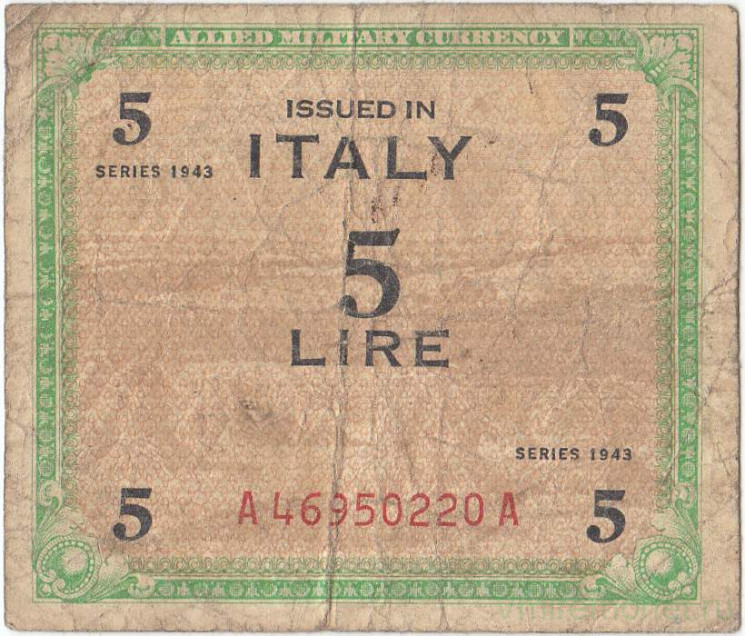 ALLIED MILITARY CURRENCY
5 ISSUED IN 5
SERIES 1943 ITALY
5
LIRE
SERIES 1943
5 A 46950220 A 5